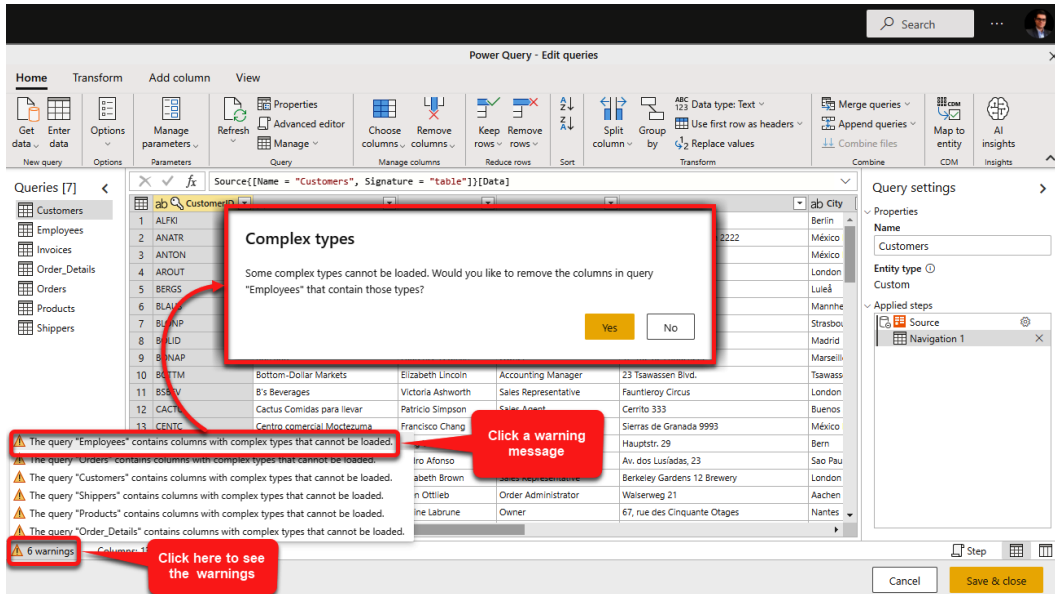 Search
Power Query - Edit queries
Home Transform Add column View
Get data Enter data
Options
Manage parameters
Refresh
Properties
Advanced editor
Manage
Choose columns Remove columns
Keep rows Remove rows
Split column Group by
Data type: Text
Use first row as headers
Replace values
Merge queries
Append queries
Combine files
Map to entity
AI insights
New query Options Parameters Query Manage columns Reduce rows Sort Transform Combine CDM Insights
Queries [7]
Customers
Employees
Invoices
Order_Details
Orders
Products
Shippers
fx Source{[Name = "Customers", Signature = "table"]}[Data]
CustomerID City
1 ALFKI Berlin
2 ANATR 2222 México
3 ANTON México
4 AROUT London
5 BERGS Luleå
6 Mannhe
7 Strasbou
8 Madrid
9 Marseill
10 Bottom-Dollar Markets Elizabeth Lincoln Accounting Manager 23 Tsawassen Blvd. Tsawass
11 B's Beverages Victoria Ashworth Sales Representative Fauntleroy Circus London
12 Cactus Comidas para llevar Patricio Simpson Sales Agent Cerrito 333 Buenos
13 CENTC Centro comercial Moctezuma Francisco Chang Sierras de Granada 9993 México
Hauptstr. 29 Bern
Afonso Av. dos Lusíadas, 23 Sao Pau
Brown Sales Representative Berkeley Gardens 12 Brewery London
Ottlieb Order Administrator Walserweg 21 Aachen
Labrune Owner 67, rue des Cinquante Otages Nantes
Complex types
Some complex types cannot be loaded. Would you like to remove the columns in query
"Employees" that contain those types?
Yes No
Click a warning
message
The query "Employees" contains columns with complex types that cannot be loaded.
The query "Orders" contains columns with complex types that cannot be loaded.
The query "Customers" contains columns with complex types that cannot be loaded.
The query "Shippers" contains columns with complex types that cannot be loaded.
The query "Products" contains columns with complex types that cannot be loaded.
The query "Order_Details" contains columns with complex types that cannot be loaded.
6 warnings
Click here to see
the warnings
Query settings
Properties
Name
Customers
Entity type
Custom
Applied steps
Source
Navigation 1
Step
Cancel Save & close